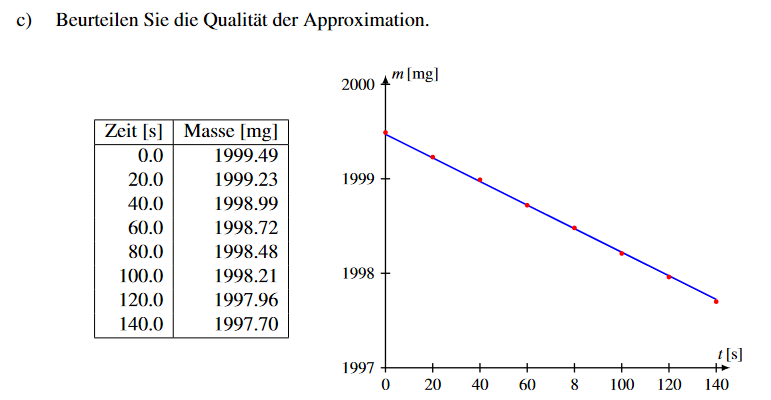 c) Beurteilen Sie die Qualität der Approximation.
Zeit [s] Masse [mg]
0.0 1999.49
20.0 1999.23
40.0 1998.99
60.0 1998.72
80.0 1998.48
100.0 1998.21
120.0 1997.96
140.0 1997.70
m [mg]
2000
1999
1998
1997
t [s]
0 20 40 60 8 100 120 140